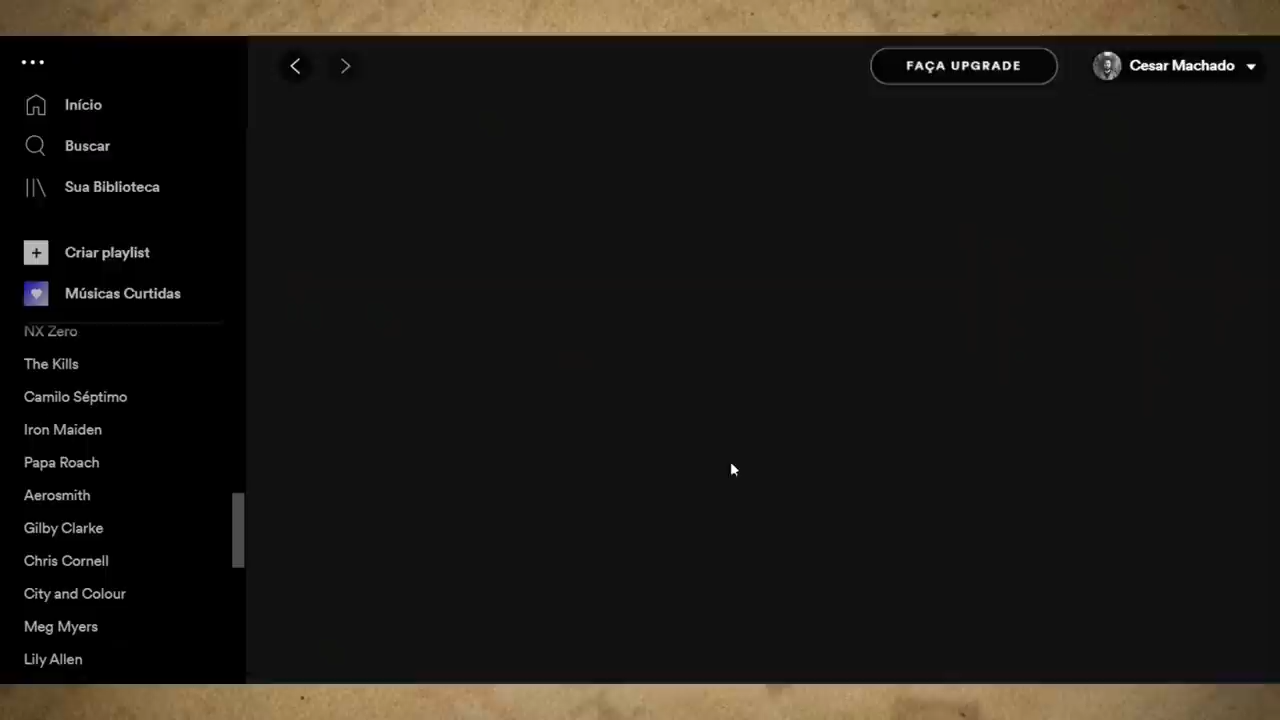 FAÇA UPGRADE
Cesar Machado
Início
Buscar
Sua Biblioteca
Criar playlist
Músicas Curtidas
NX Zero
The Kills
Camilo Séptimo
Iron Maiden
Papa Roach
Aerosmith
Gilby Clarke
Chris Cornell
City and Colour
Meg Myers
Lily Allen